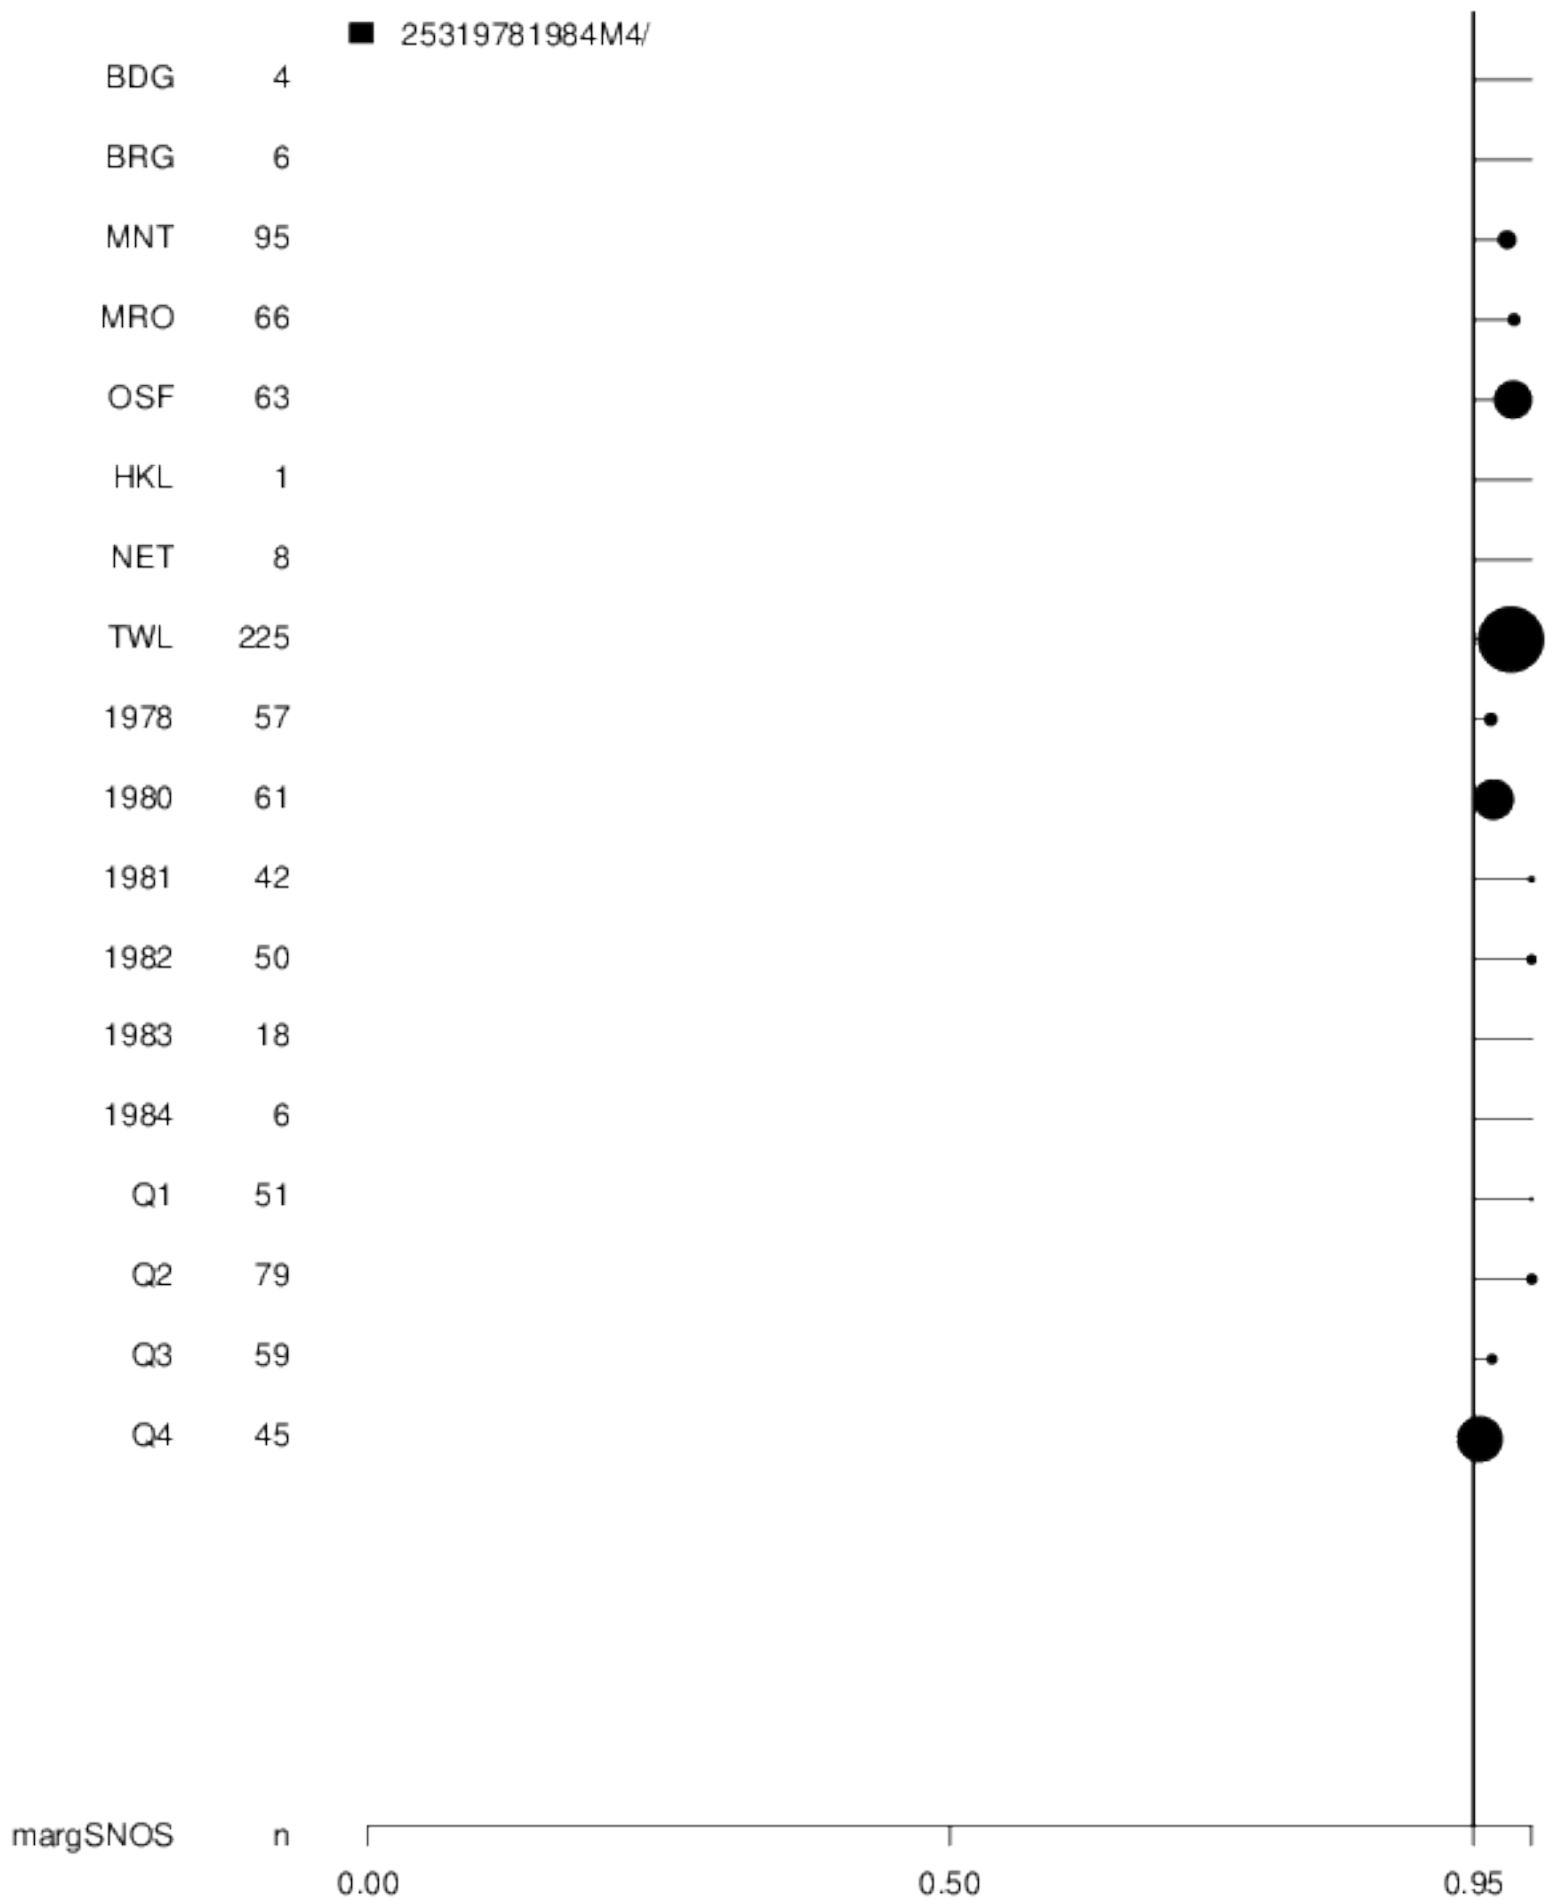 25319781984M4/
BDG 4
BRG 6
MNT 95
MRO 66
OSF 63
HKL 1
NET 8
TWL 225
1978 57
1980 61
1981 42
1982 50
1983 18
1984 6
Q1 51
Q2 79
Q3 59
Q4 45
margSNOS n
0.00 0.50 0.95